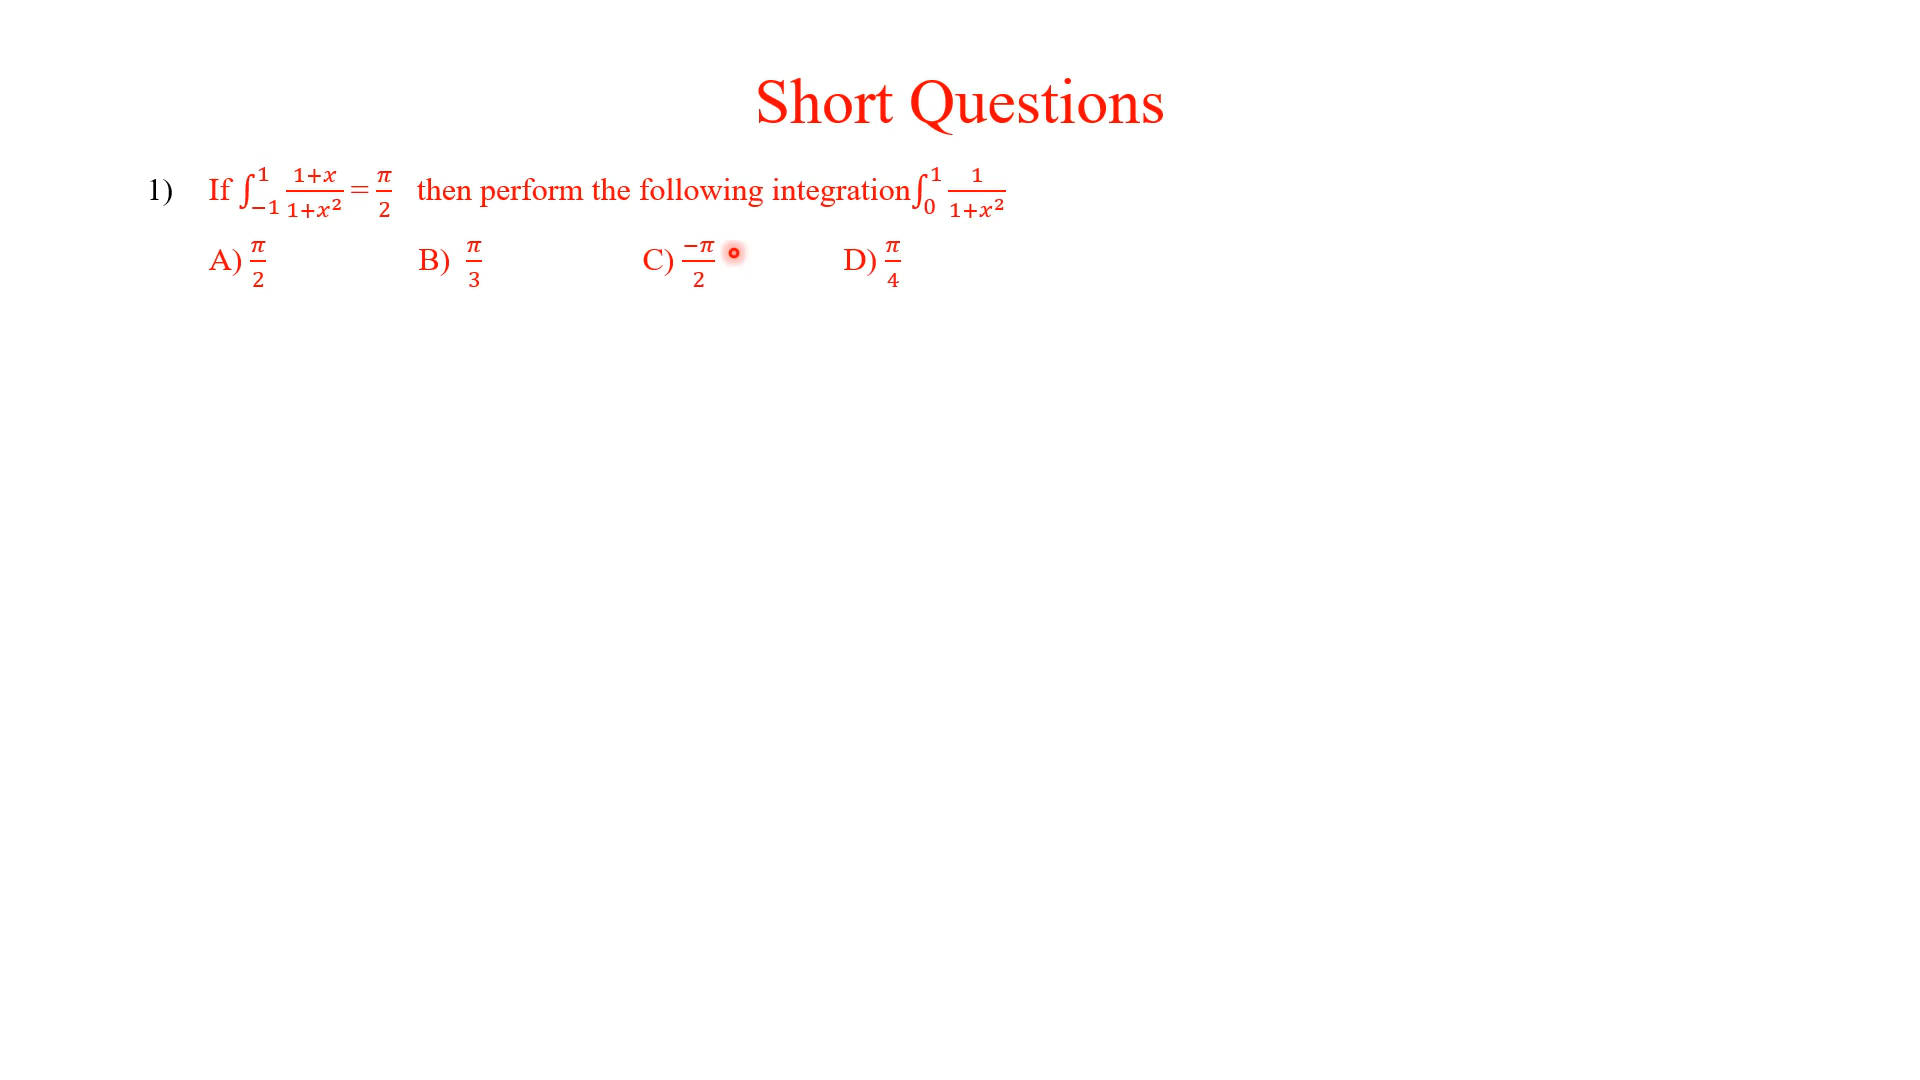 Short Questions
1) If ∫₋₁¹ (1+x)/(1+x²) = π/2 then perform the following integration ∫₀¹ 1/(1+x²)
A) π/2 B) π/3 C) −π/2 D) π/4